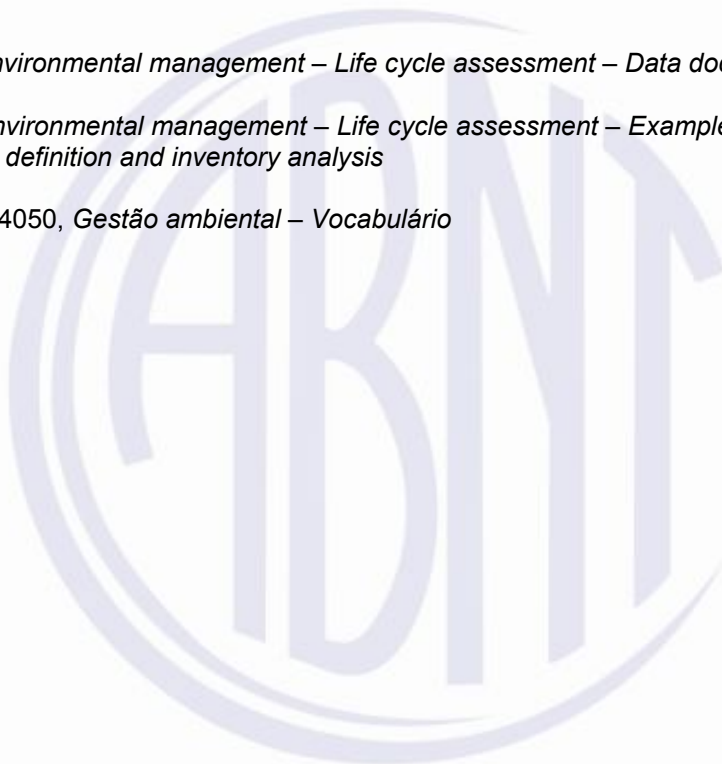 nvironmental management – Life cycle assessment – Data doc
nvironmental management – Life cycle assessment – Example
definition and inventory analysis
4050, Gestão ambiental – Vocabulário
ABNT